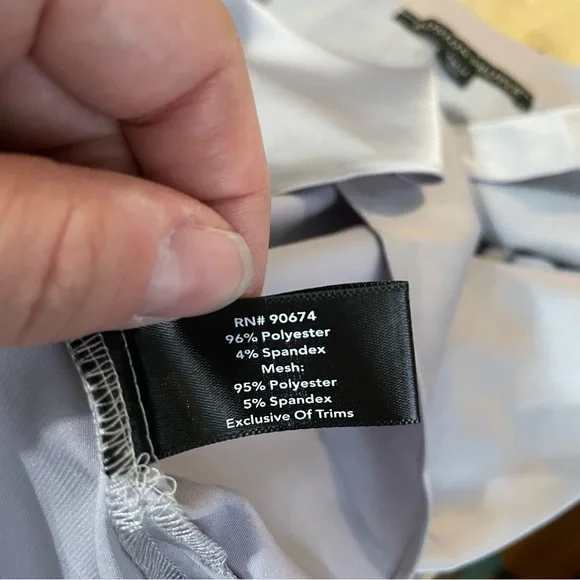 RN# 90674
96% Polyester
4% Spandex
Mesh:
95% Polyester
5% Spandex
Exclusive Of Trims